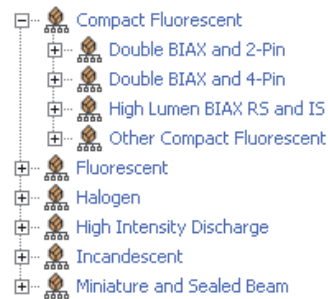 Compact Fluorescent
Double BIAX and 2-Pin
Double BIAX and 4-Pin
High Lumen BIAX RS and IS
Other Compact Fluorescent
Fluorescent
Halogen
High Intensity Discharge
Incandescent
Miniature and Sealed Beam